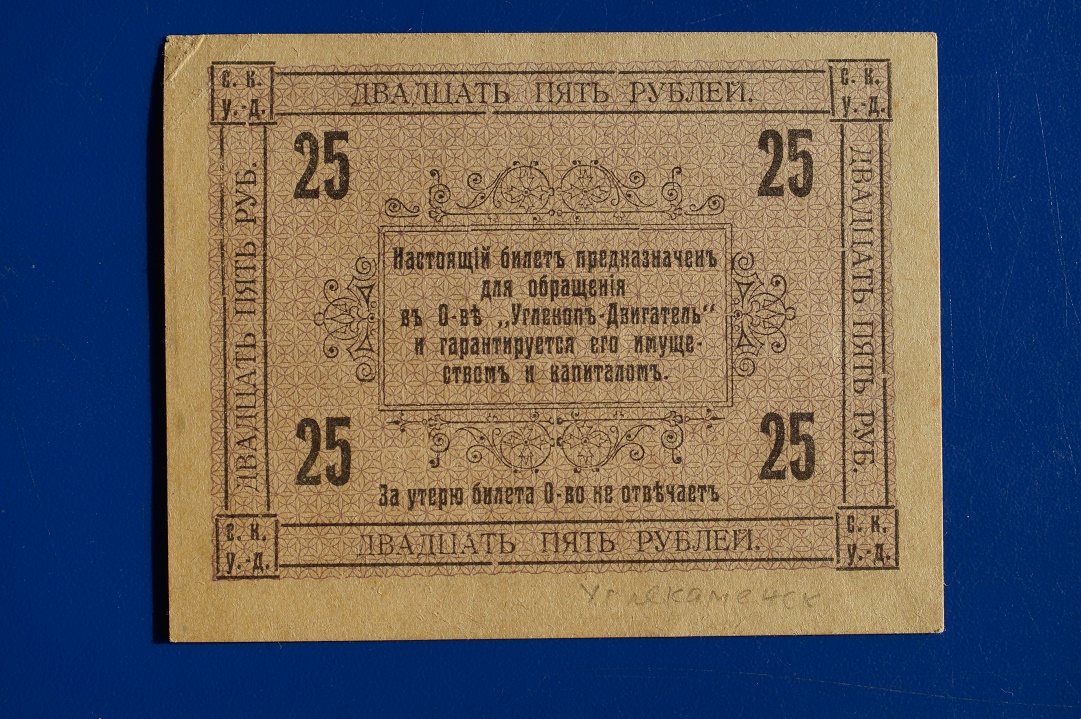 С. К.
У.-Д.
ДВАДЦАТЬ ПЯТЬ РУБЛЕЙ.
С. К.
У.-Д.
25
25
ДВАДЦАТЬ ПЯТЬ РУБ.
ДВАДЦАТЬ ПЯТЬ РУБ.
Настоящій билетъ предназначенъ
для обращенія
въ О-вѣ „Углекопъ-Двигатель“
и гарантируется его имуще-
ствомъ и капиталомъ.
25
25
За утерю билета О-во не отвѣчаетъ
С. К.
У.-Д.
ДВАДЦАТЬ ПЯТЬ РУБЛЕЙ.
С. К.
У.-Д.
Углекаменск